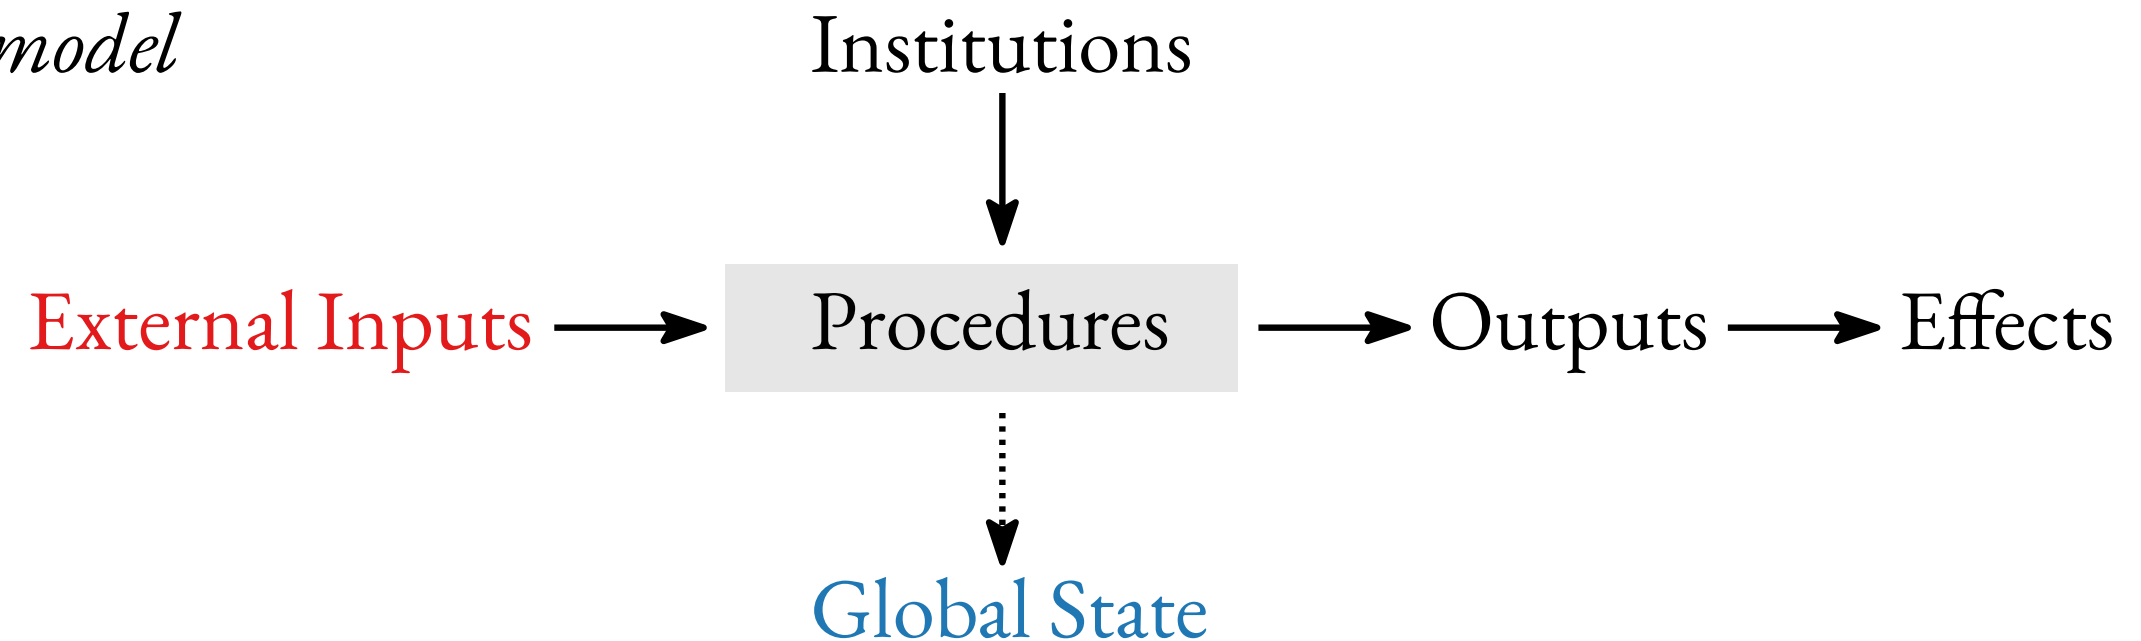 model
Institutions
External Inputs
Procedures
Outputs
Effects
Global State